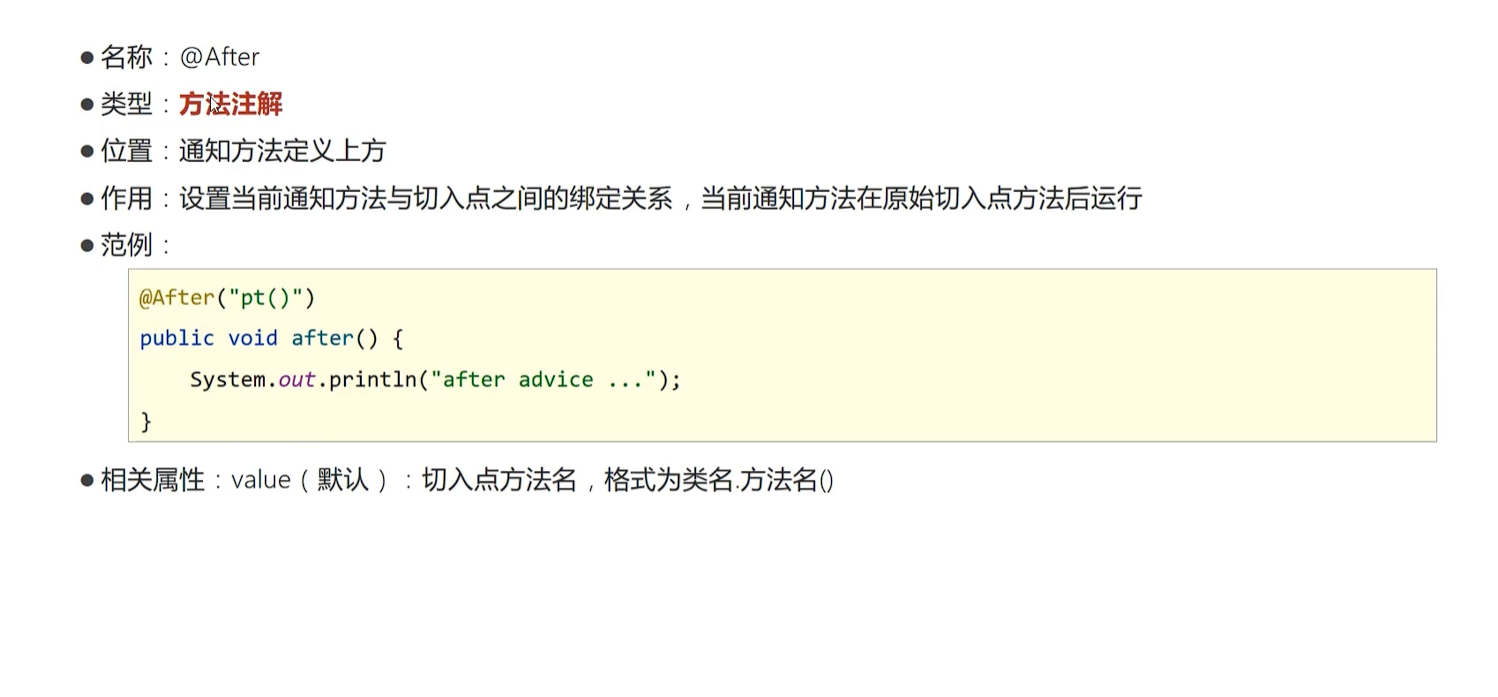 ● 名称：@After
● 类型：方法注解
● 位置：通知方法定义上方
● 作用：设置当前通知方法与切入点之间的绑定关系，当前通知方法在原始切入点方法后运行
● 范例：
@After("pt()")
public void after() {
    System.out.println("after advice ...");
}
● 相关属性：value（默认）：切入点方法名，格式为类名.方法名()